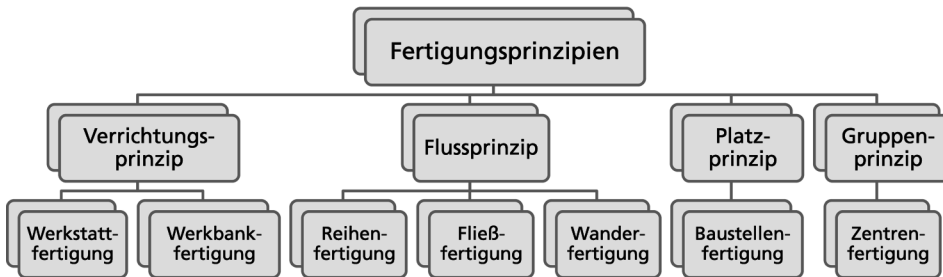 Fertigungsprinzipien
Verrichtungs-
prinzip
Flussprinzip
Platz-
prinzip
Gruppen-
prinzip
Werkstatt-
fertigung
Werkbank-
fertigung
Reihen-
fertigung
Fließ-
fertigung
Wander-
fertigung
Baustellen-
fertigung
Zentren-
fertigung